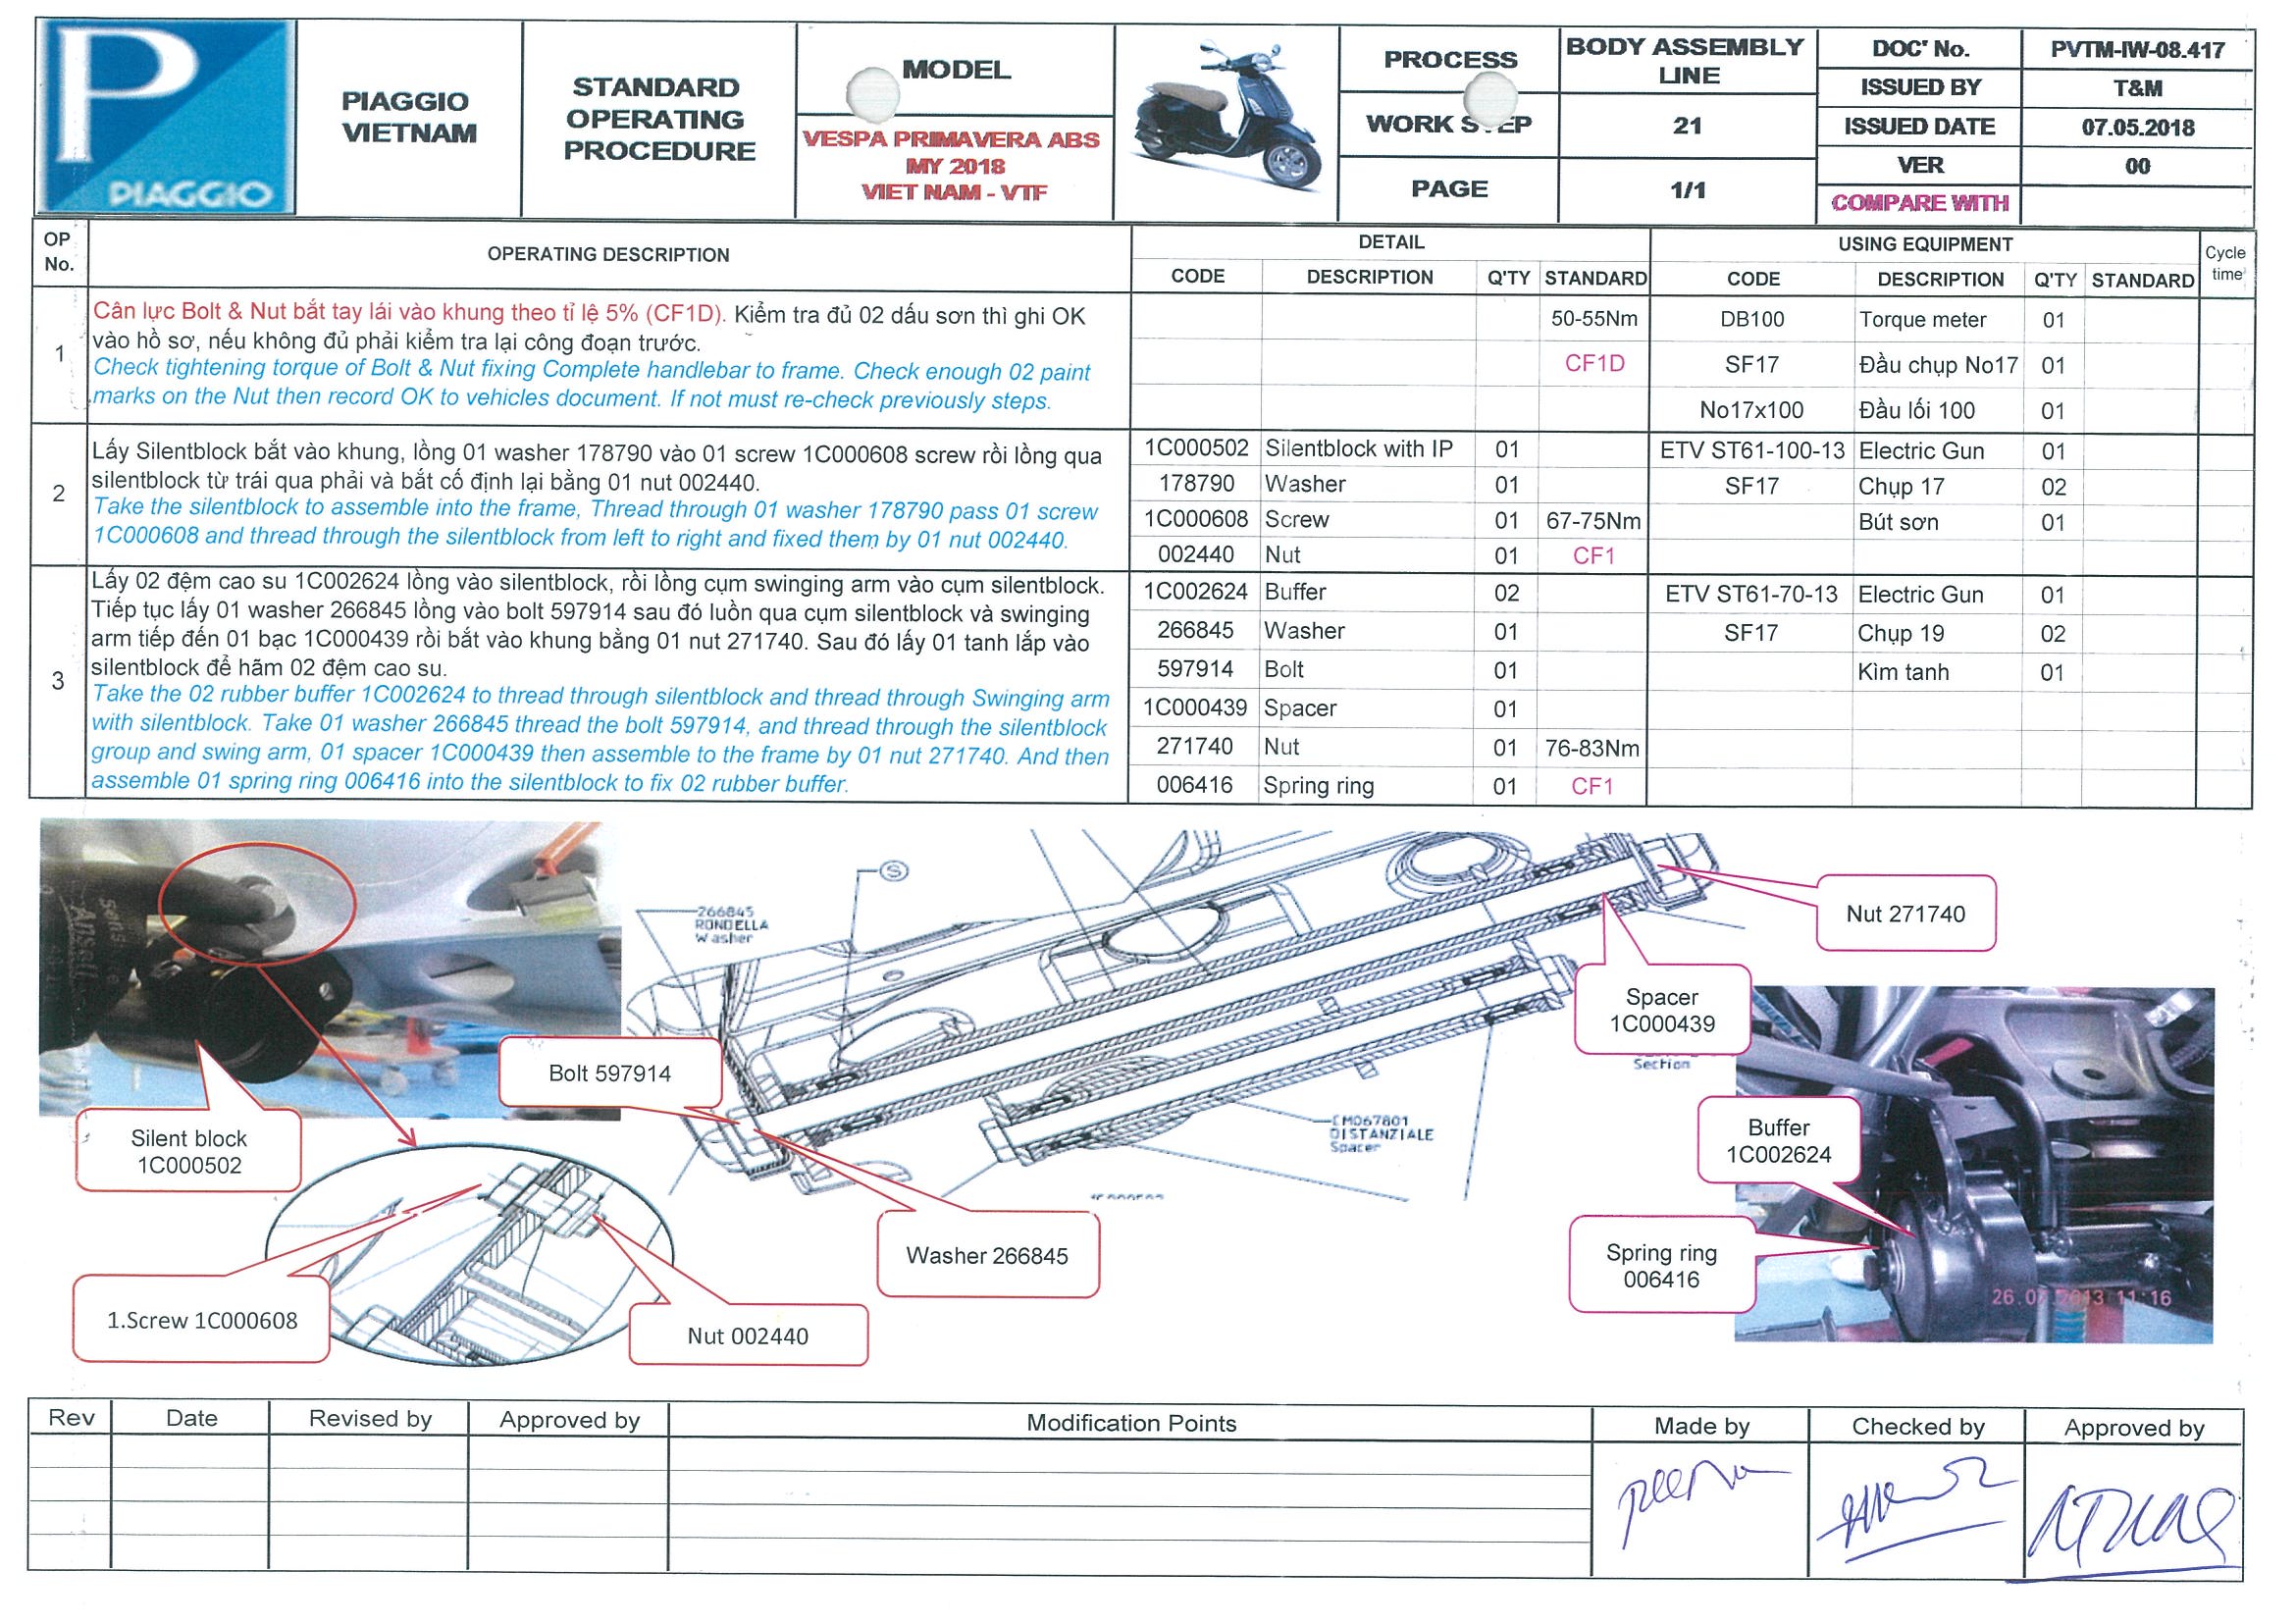 PIAGGIO
PIAGGIO
VIETNAM
STANDARD
OPERATING
PROCEDURE
MODEL
VESPA PRIMAVERA ABS
MY 2018
VIET NAM - VTF
PROCESS
BODY ASSEMBLY
LINE
WORK STEP
21
PAGE
1/1
DOC' No.
PVTM-IW-08.417
ISSUED BY
T&M
ISSUED DATE
07.05.2018
VER
00
COMPARE WITH
OP
No.
OPERATING DESCRIPTION
DETAIL
USING EQUIPMENT
Cycle
time
CODE DESCRIPTION Q'TY STANDARD CODE DESCRIPTION Q'TY STANDARD
1
Cân lực Bolt & Nut bắt tay lái vào khung theo tỉ lệ 5% (CF1D). Kiểm tra đủ 02 dấu sơn thì ghi OK
vào hồ sơ, nếu không đủ phải kiểm tra lại công đoạn trước.
Check tightening torque of Bolt & Nut fixing Complete handlebar to frame. Check enough 02 paint
marks on the Nut then record OK to vehicles document. If not must re-check previously steps.
50-55Nm DB100 Torque meter 01
CF1D SF17 Đầu chụp No17 01
No17x100 Đầu lối 100 01
2
Lấy Silentblock bắt vào khung, lồng 01 washer 178790 vào 01 screw 1C000608 screw rồi lồng qua
silentblock từ trái qua phải và bắt cố định lại bằng 01 nut 002440.
Take the silentblock to assemble into the frame, Thread through 01 washer 178790 pass 01 screw
1C000608 and thread through the silentblock from left to right and fixed them by 01 nut 002440.
1C000502 Silentblock with IP 01 ETV ST61-100-13 Electric Gun 01
178790 Washer 01 SF17 Chụp 17 02
1C000608 Screw 01 67-75Nm Bút sơn 01
002440 Nut 01 CF1
3
Lấy 02 đệm cao su 1C002624 lồng vào silentblock, rồi lồng cụm swinging arm vào cụm silentblock.
Tiếp tục lấy 01 washer 266845 lồng vào bolt 597914 sau đó luồn qua cụm silentblock và swinging
arm tiếp đến 01 bạc 1C000439 rồi bắt vào khung bằng 01 nut 271740. Sau đó lấy 01 tanh lắp vào
silentblock để hãm 02 đệm cao su.
Take the 02 rubber buffer 1C002624 to thread through silentblock and thread through Swinging arm
with silentblock. Take 01 washer 266845 thread the bolt 597914, and thread through the silentblock
group and swing arm, 01 spacer 1C000439 then assemble to the frame by 01 nut 271740. And then
assemble 01 spring ring 006416 into the silentblock to fix 02 rubber buffer.
1C002624 Buffer 02 ETV ST61-70-13 Electric Gun 01
266845 Washer 01 SF17 Chụp 19 02
597914 Bolt 01 Kìm tanh 01
1C000439 Spacer 01
271740 Nut 01 76-83Nm
006416 Spring ring 01 CF1
S
266845
RONDELLA
Washer
Nut 271740
Spacer
1C000439
Section
Bolt 597914
CM067801
DISTANZIALE
Spacer
Silent block
1C000502
Buffer
1C002624
Washer 266845
Spring ring
006416
1.Screw 1C000608
Nut 002440
Rev Date Revised by Approved by Modification Points Made by Checked by Approved by